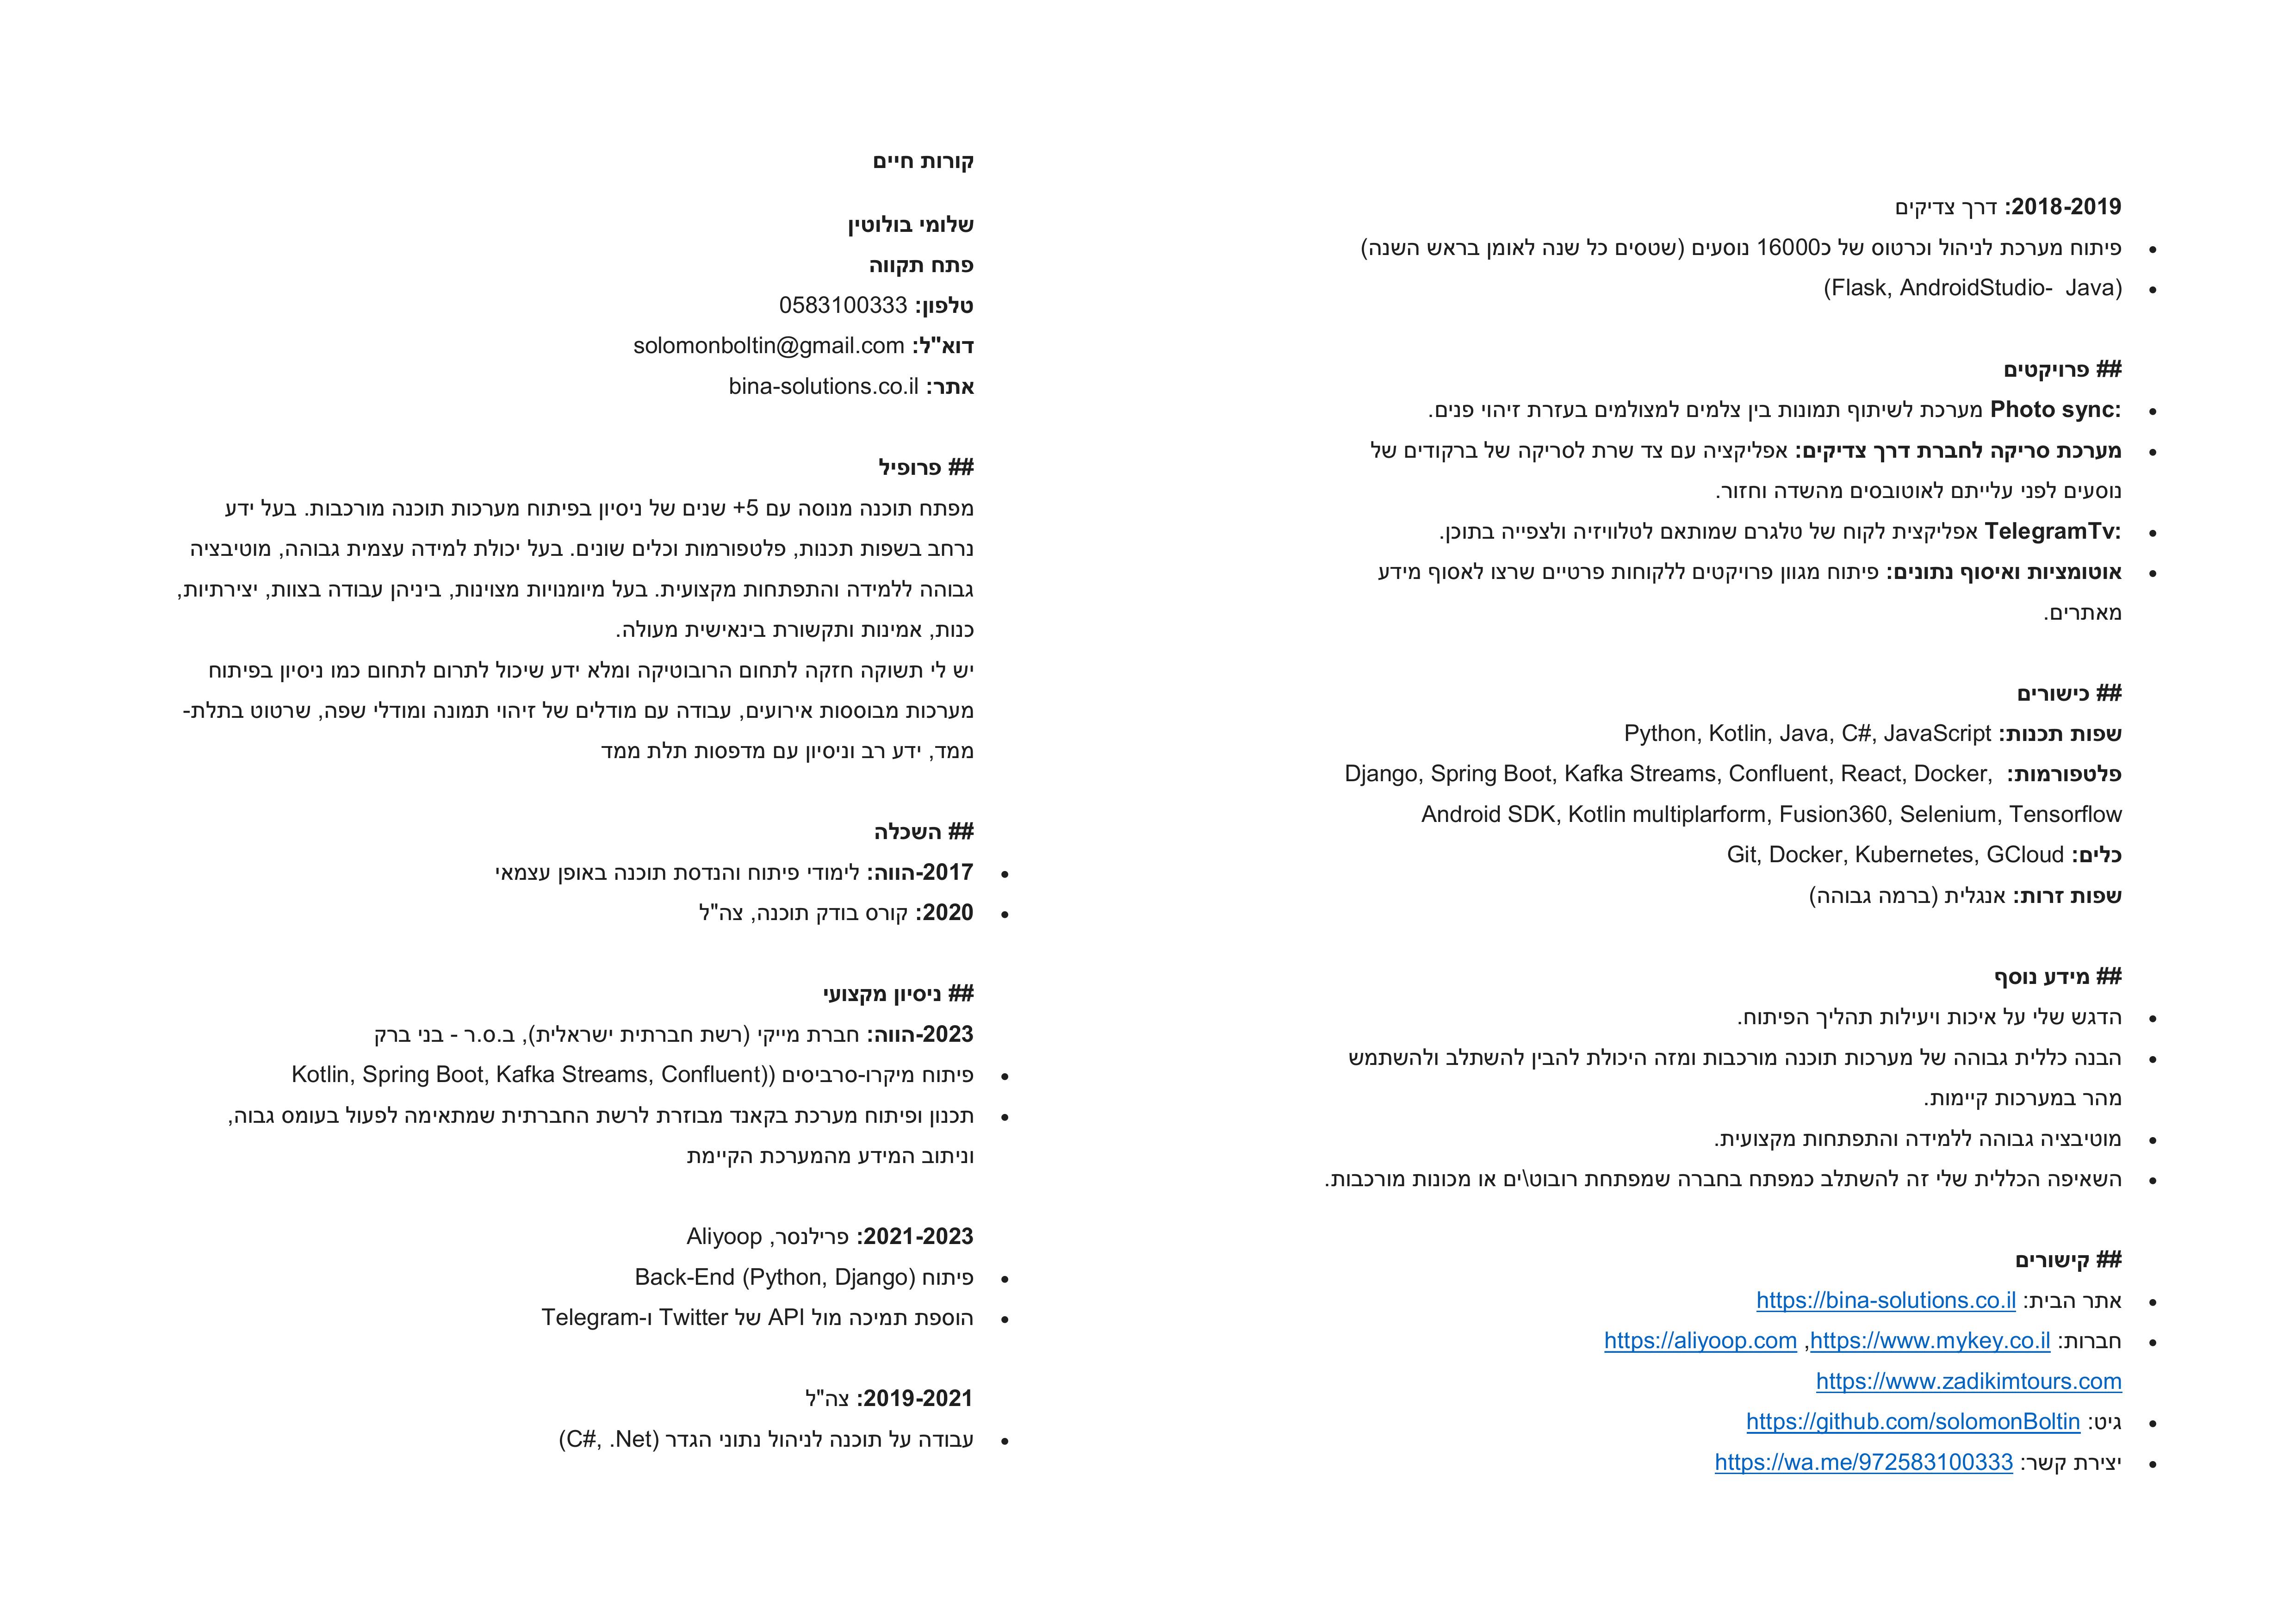 קורות חיים
שלומי בולוטין
פתח תקווה
טלפון: 0583100333
דוא"ל: solomonboltin@gmail.com
אתר: bina-solutions.co.il
## פרופיל
מפתח תוכנה מנוסה עם 5+ שנים של ניסיון בפיתוח מערכות תוכנה מורכבות. בעל ידע
נרחב בשפות תכנות, פלטפורמות וכלים שונים. בעל יכולת למידה עצמית גבוהה, מוטיבציה
גבוהה ללמידה והתפתחות מקצועית. בעל מיומנויות מצוינות, ביניהן עבודה בצוות, יצירתיות,
כנות, אמינות ותקשורת בינאישית מעולה.
יש לי תשוקה חזקה לתחום הרובוטיקה ומלא ידע שיכול לתרום לתחום כמו ניסיון בפיתוח
מערכות מבוססות אירועים, עבודה עם מודלים של זיהוי תמונה ומודלי שפה, שרטוט בתלת-
ממד, ידע רב וניסיון עם מדפסות תלת ממד
## השכלה
• 2017-הווה: לימודי פיתוח והנדסת תוכנה באופן עצמאי
• 2020: קורס בודק תוכנה, צה"ל
## ניסיון מקצועי
2023-הווה: חברת מייקי (רשת חברתית ישראלית), ב.ס.ר - בני ברק
• פיתוח מיקרו-סרביסים ((Kotlin, Spring Boot, Kafka Streams, Confluent
• תכנון ופיתוח מערכת בקאנד מבוזרת לרשת החברתית שמתאימה לפעול בעומס גבוה,
וניתוב המידע מהמערכת הקיימת
2021-2023: פרילנסר, Aliyoop
• פיתוח Back-End (Python, Django)
• הוספת תמיכה מול API של Twitter ו-Telegram
2019-2021: צה"ל
• עבודה על תוכנה לניהול נתוני הגדר (C#, .Net)
2018-2019: דרך צדיקים
• פיתוח מערכת לניהול וכרטוס של כ16000 נוסעים (שטסים כל שנה לאומן בראש השנה)
• (Flask, AndroidStudio-  Java)
## פרויקטים
• Photo sync: מערכת לשיתוף תמונות בין צלמים למצולמים בעזרת זיהוי פנים.
• מערכת סריקה לחברת דרך צדיקים: אפליקציה עם צד שרת לסריקה של ברקודים של
נוסעים לפני עלייתם לאוטובסים מהשדה וחזור.
• TelegramTv: אפליקצית לקוח של טלגרם שמותאם לטלוויזיה ולצפייה בתוכן.
• אוטומציות ואיסוף נתונים: פיתוח מגוון פרויקטים ללקוחות פרטיים שרצו לאסוף מידע
מאתרים.
## כישורים
שפות תכנות: Python, Kotlin, Java, C#, JavaScript
פלטפורמות: Django, Spring Boot, Kafka Streams, Confluent, React, Docker,
Android SDK, Kotlin multiplarform, Fusion360, Selenium, Tensorflow
כלים: Git, Docker, Kubernetes, GCloud
שפות זרות: אנגלית (ברמה גבוהה)
## מידע נוסף
• הדגש שלי על איכות ויעילות תהליך הפיתוח.
• הבנה כללית גבוהה של מערכות תוכנה מורכבות ומזה היכולת להבין להשתלב ולהשתמש
מהר במערכות קיימות.
• מוטיבציה גבוהה ללמידה והתפתחות מקצועית.
• השאיפה הכללית שלי זה להשתלב כמפתח בחברה שמפתחת רובוט\ים או מכונות מורכבות.
## קישורים
• אתר הבית: https://bina-solutions.co.il
• חברות: https://www.mykey.co.il, https://aliyoop.com
https://www.zadikimtours.com
• גיט: https://github.com/solomonBoltin
• יצירת קשר: https://wa.me/972583100333